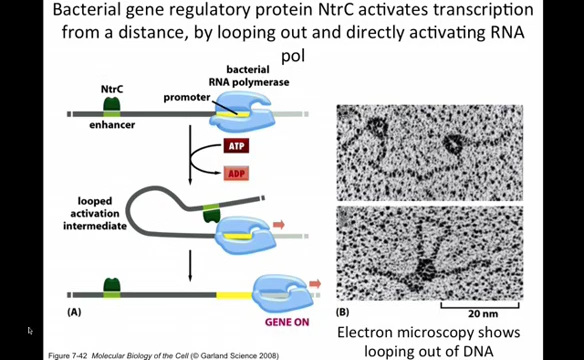 Bacterial gene regulatory protein NtrC activates transcription
from a distance, by looping out and directly activating RNA
pol
bacterial
RNA polymerase
NtrC
promoter
enhancer
ATP
ADP
looped
activation
intermediate
GENE ON
(A)
(B)
20 nm
Electron microscopy shows
looping out of DNA
Figure 7-42 Molecular Biology of the Cell (© Garland Science 2008)